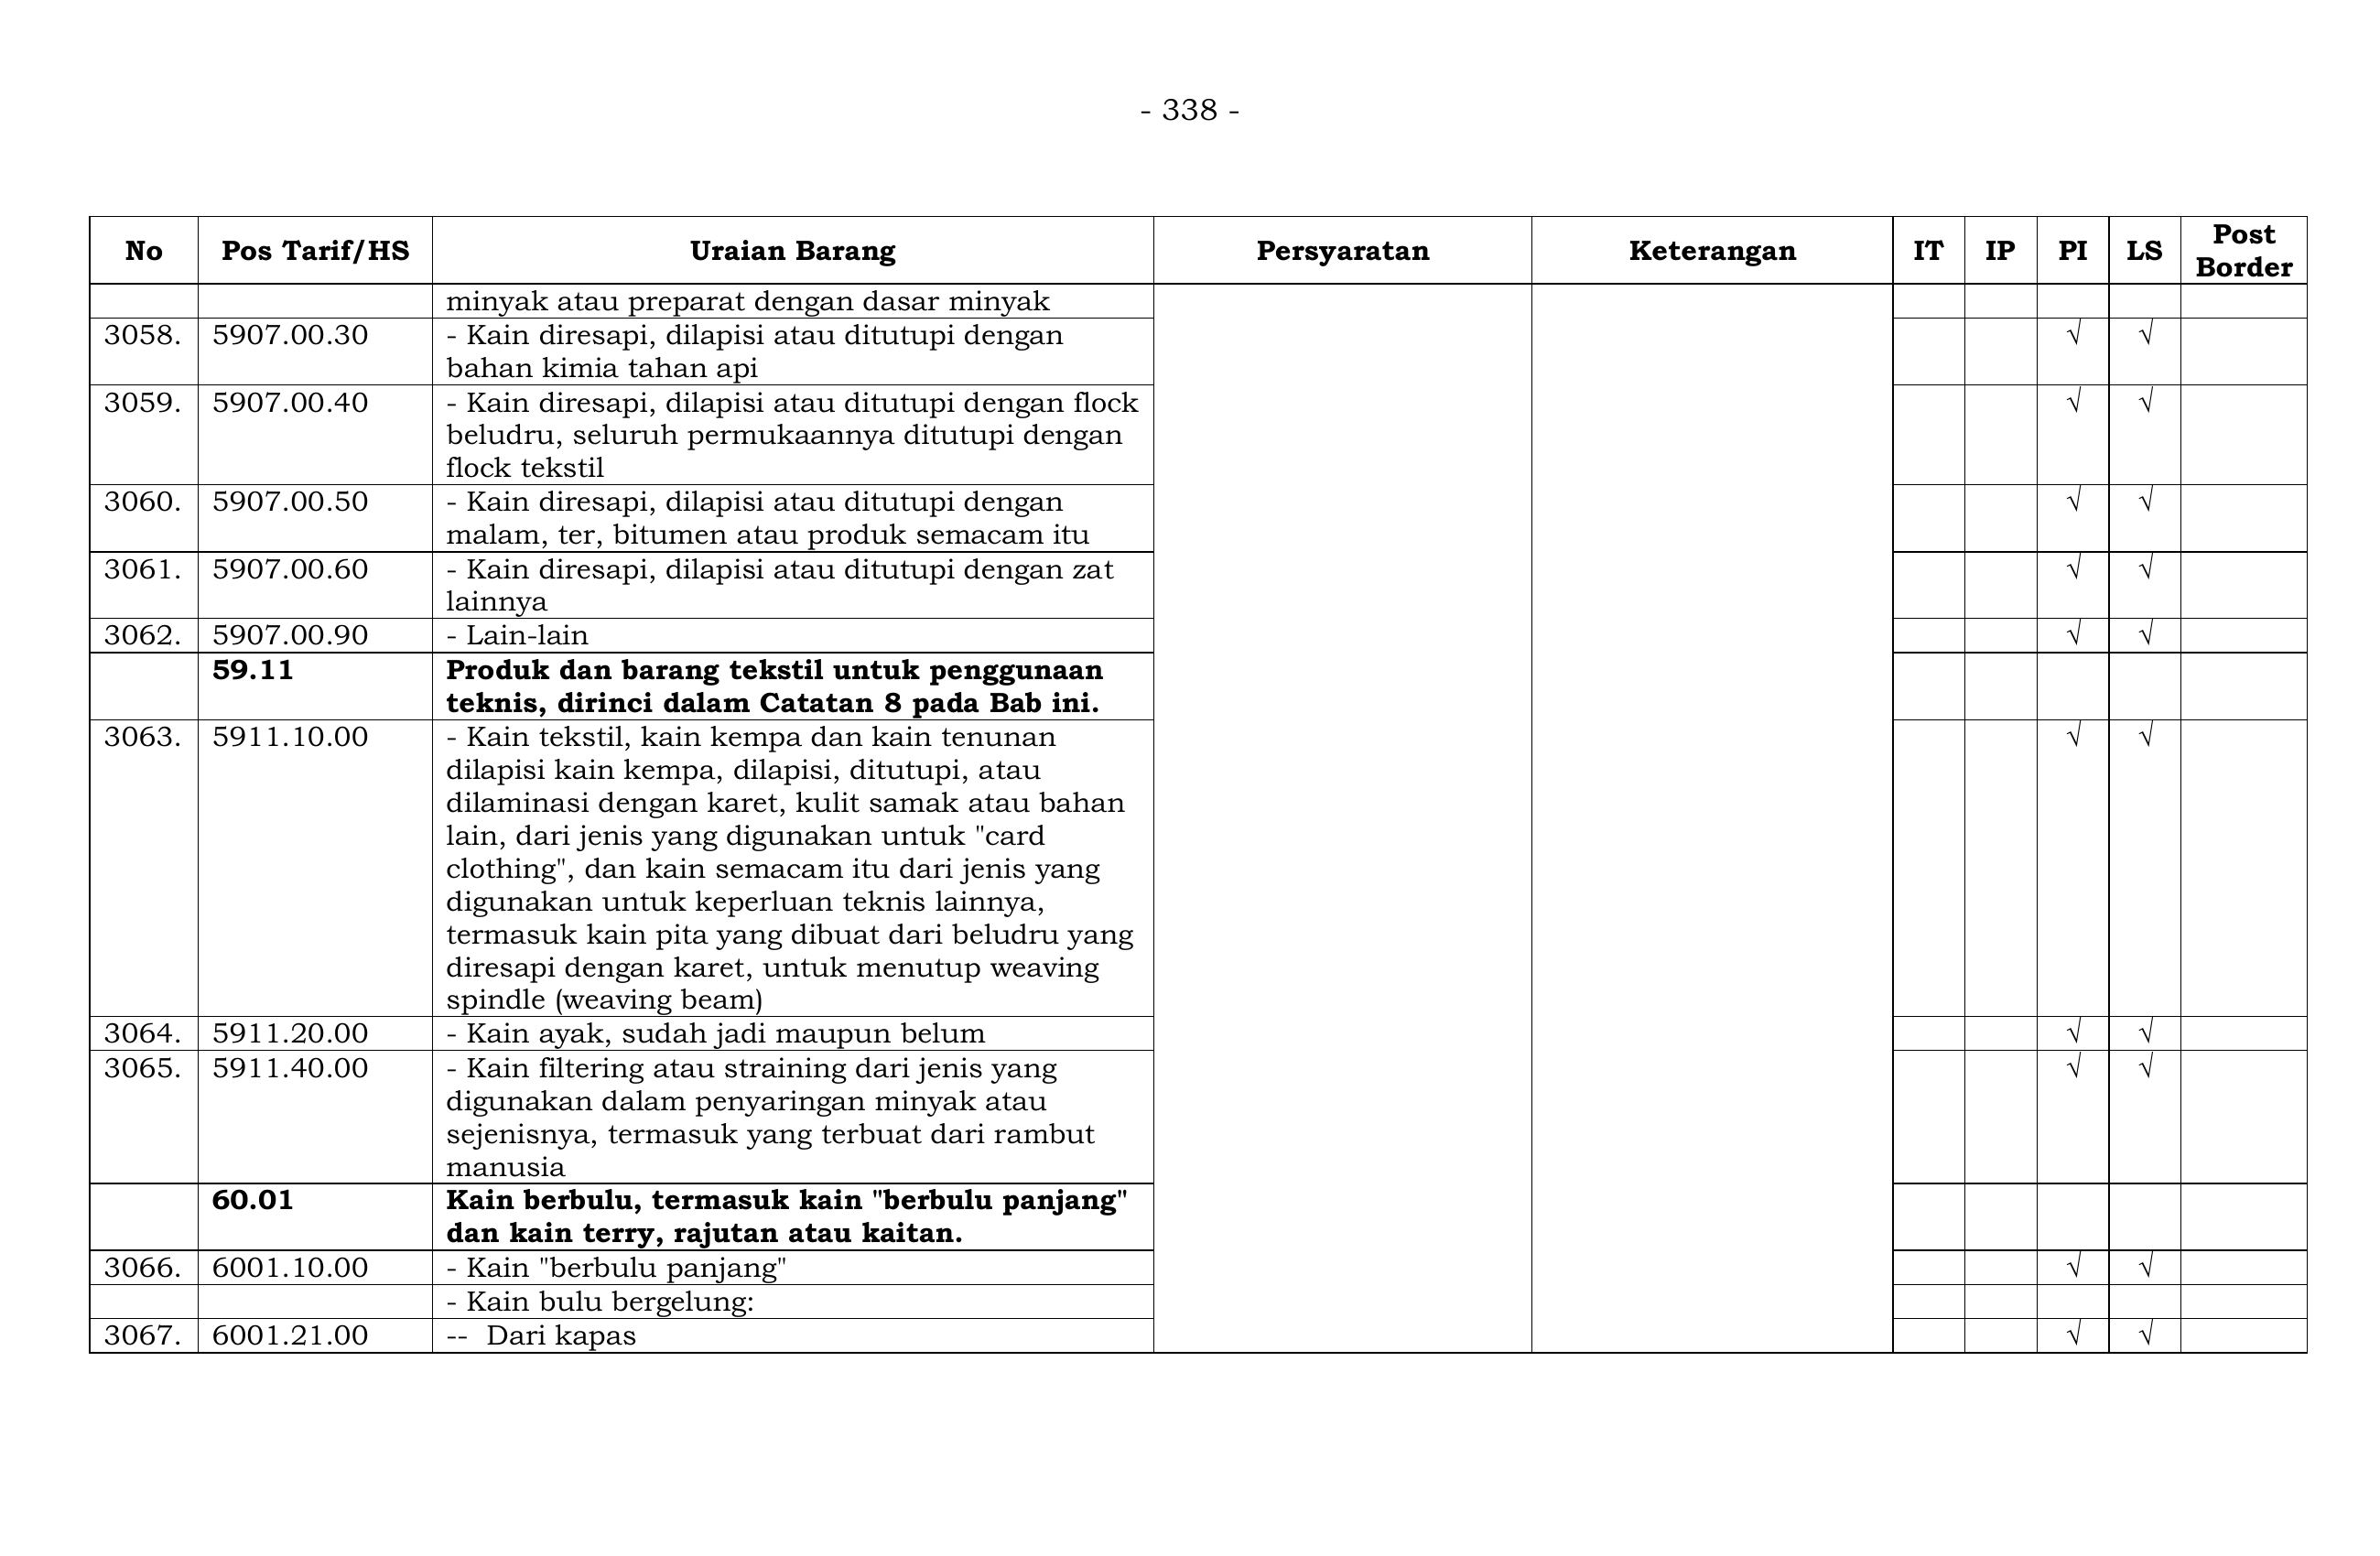 - 338 -
No Pos Tarif/HS Uraian Barang Persyaratan Keterangan IT IP PI LS Post Border
minyak atau preparat dengan dasar minyak
3058. 5907.00.30 - Kain diresapi, dilapisi atau ditutupi dengan √ √
bahan kimia tahan api
3059. 5907.00.40 - Kain diresapi, dilapisi atau ditutupi dengan flock √ √
beludru, seluruh permukaannya ditutupi dengan
flock tekstil
3060. 5907.00.50 - Kain diresapi, dilapisi atau ditutupi dengan √ √
malam, ter, bitumen atau produk semacam itu
3061. 5907.00.60 - Kain diresapi, dilapisi atau ditutupi dengan zat √ √
lainnya
3062. 5907.00.90 - Lain-lain √ √
59.11 Produk dan barang tekstil untuk penggunaan
teknis, dirinci dalam Catatan 8 pada Bab ini.
3063. 5911.10.00 - Kain tekstil, kain kempa dan kain tenunan √ √
dilapisi kain kempa, dilapisi, ditutupi, atau
dilaminasi dengan karet, kulit samak atau bahan
lain, dari jenis yang digunakan untuk "card
clothing", dan kain semacam itu dari jenis yang
digunakan untuk keperluan teknis lainnya,
termasuk kain pita yang dibuat dari beludru yang
diresapi dengan karet, untuk menutup weaving
spindle (weaving beam)
3064. 5911.20.00 - Kain ayak, sudah jadi maupun belum √ √
3065. 5911.40.00 - Kain filtering atau straining dari jenis yang √ √
digunakan dalam penyaringan minyak atau
sejenisnya, termasuk yang terbuat dari rambut
manusia
60.01 Kain berbulu, termasuk kain "berbulu panjang"
dan kain terry, rajutan atau kaitan.
3066. 6001.10.00 - Kain "berbulu panjang" √ √
- Kain bulu bergelung:
3067. 6001.21.00 -- Dari kapas √ √